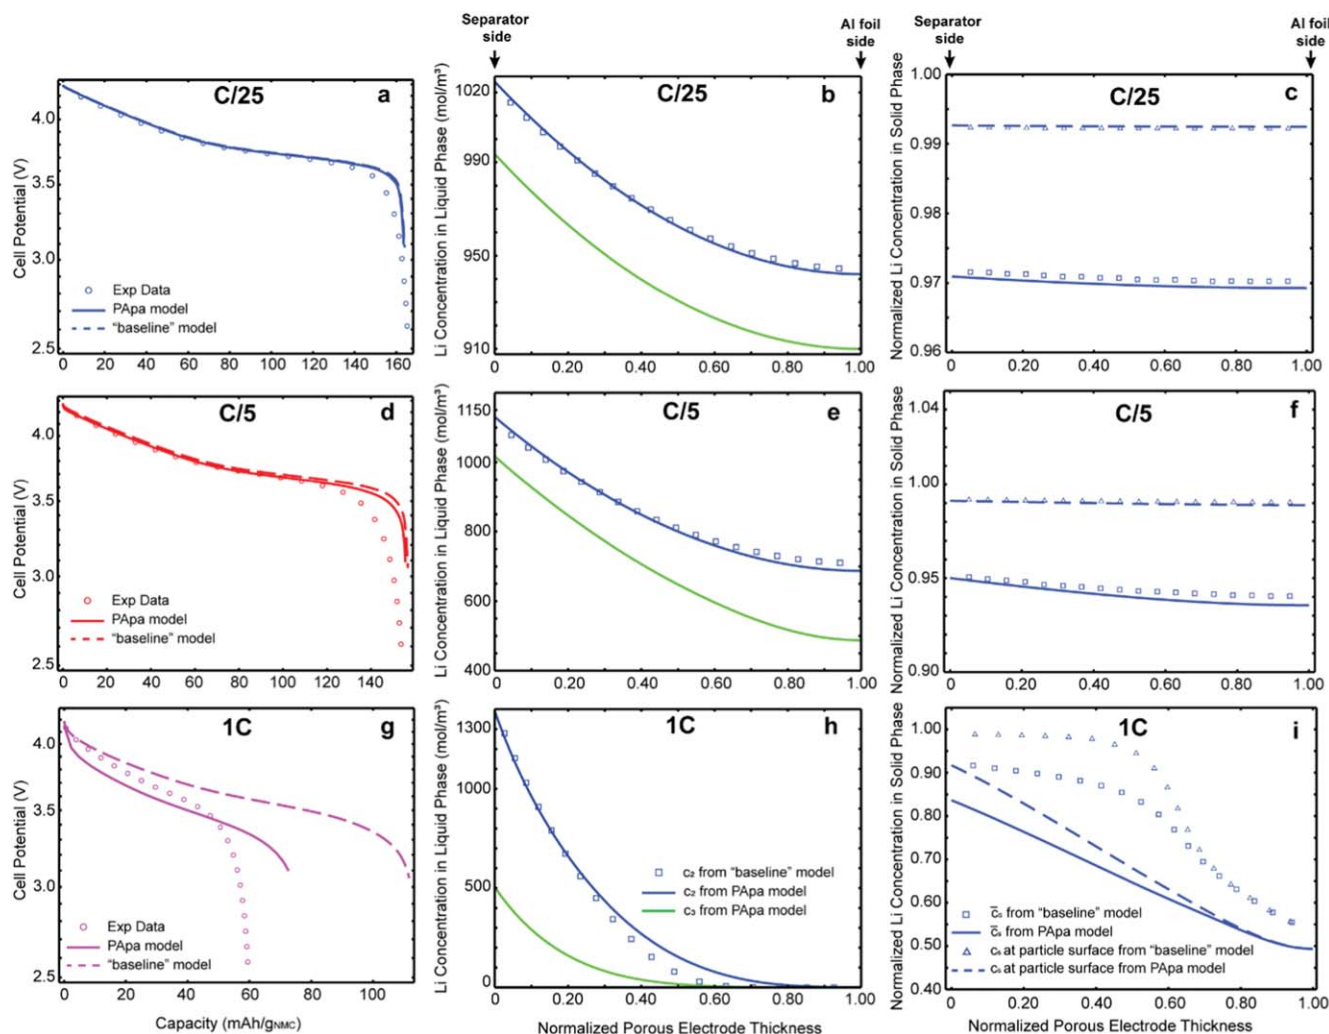 Separator
side
Al foil
side
Separator
side
Al foil
side
C/25
a
Cell Potential (V)
4.0
3.5
3.0
2.5
Exp Data
PApa model
"baseline" model
0 20 40 60 80 100 120 140 160
C/25
b
Li Concentration in Liquid Phase (mol/m³)
1020
990
950
910
0 0.20 0.40 0.60 0.80 1.00
C/25
c
Normalized Li Concentration in Solid Phase
1.00
0.99
0.98
0.97
0.96
0 0.20 0.40 0.60 0.80 1.00
C/5
d
Cell Potential (V)
4.0
3.5
3.0
2.5
Exp Data
PApa model
"baseline" model
0 20 40 60 80 100 120 140
C/5
e
Li Concentration in Liquid Phase (mol/m³)
1150
1000
800
600
400
0 0.20 0.40 0.60 0.80 1.00
C/5
f
Normalized Li Concentration in Solid Phase
1.04
1.00
0.95
0.90
0 0.20 0.40 0.60 0.80 1.00
1C
g
Cell Potential (V)
4.0
3.5
3.0
2.5
Exp Data
PApa model
"baseline" model
0 20 40 60 80 100
Capacity (mAh/gNMC)
1C
h
Li Concentration in Liquid Phase (mol/m³)
1300
1000
500
0
c₂ from "baseline" model
c₂ from PApa model
c₃ from PApa model
0 0.20 0.40 0.60 0.80 1.00
Normalized Porous Electrode Thickness
1C
i
Normalized Li Concentration in Solid Phase
1.00
0.90
0.80
0.70
0.60
0.50
0.40
c̅ₛ from "baseline" model
c̅ₛ from PApa model
cₛ at particle surface from "baseline" model
cₛ at particle surface from PApa model
0 0.20 0.40 0.60 0.80 1.00
Normalized Porous Electrode Thickness